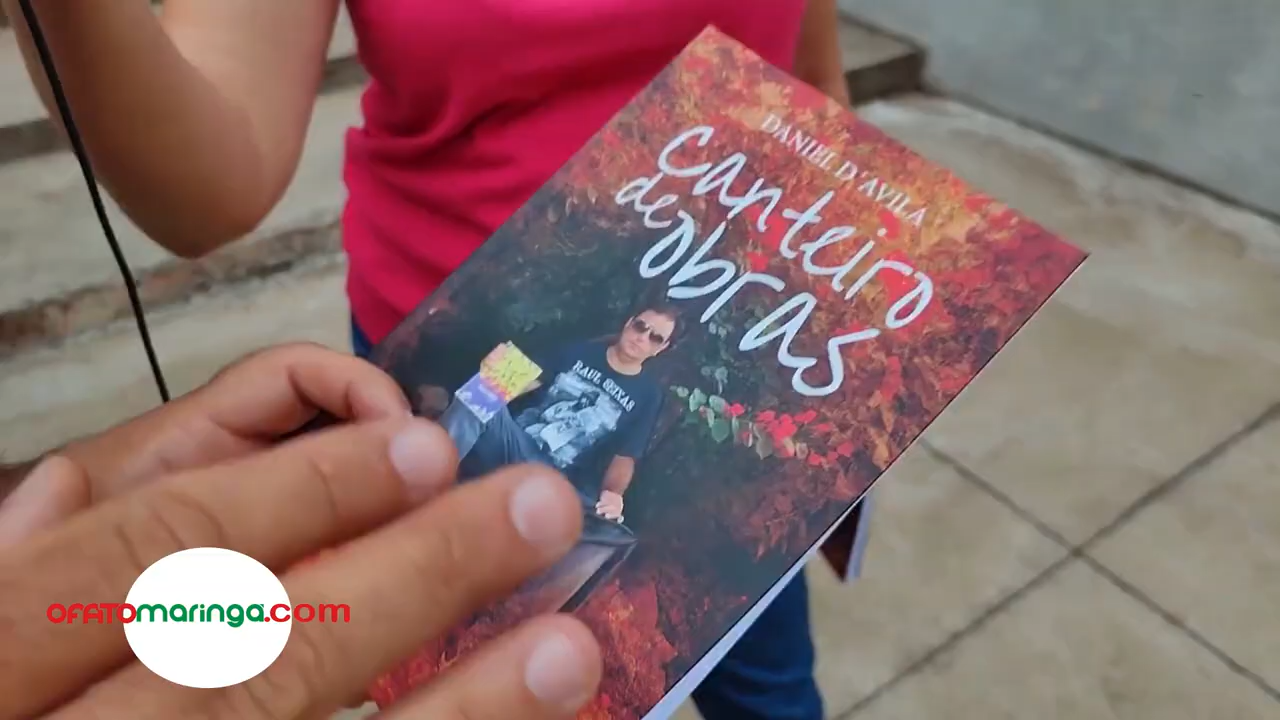 DANIEL D'AVILA
canteiro
de obras
RAUL SEIXAS
OFATOmaringa.com